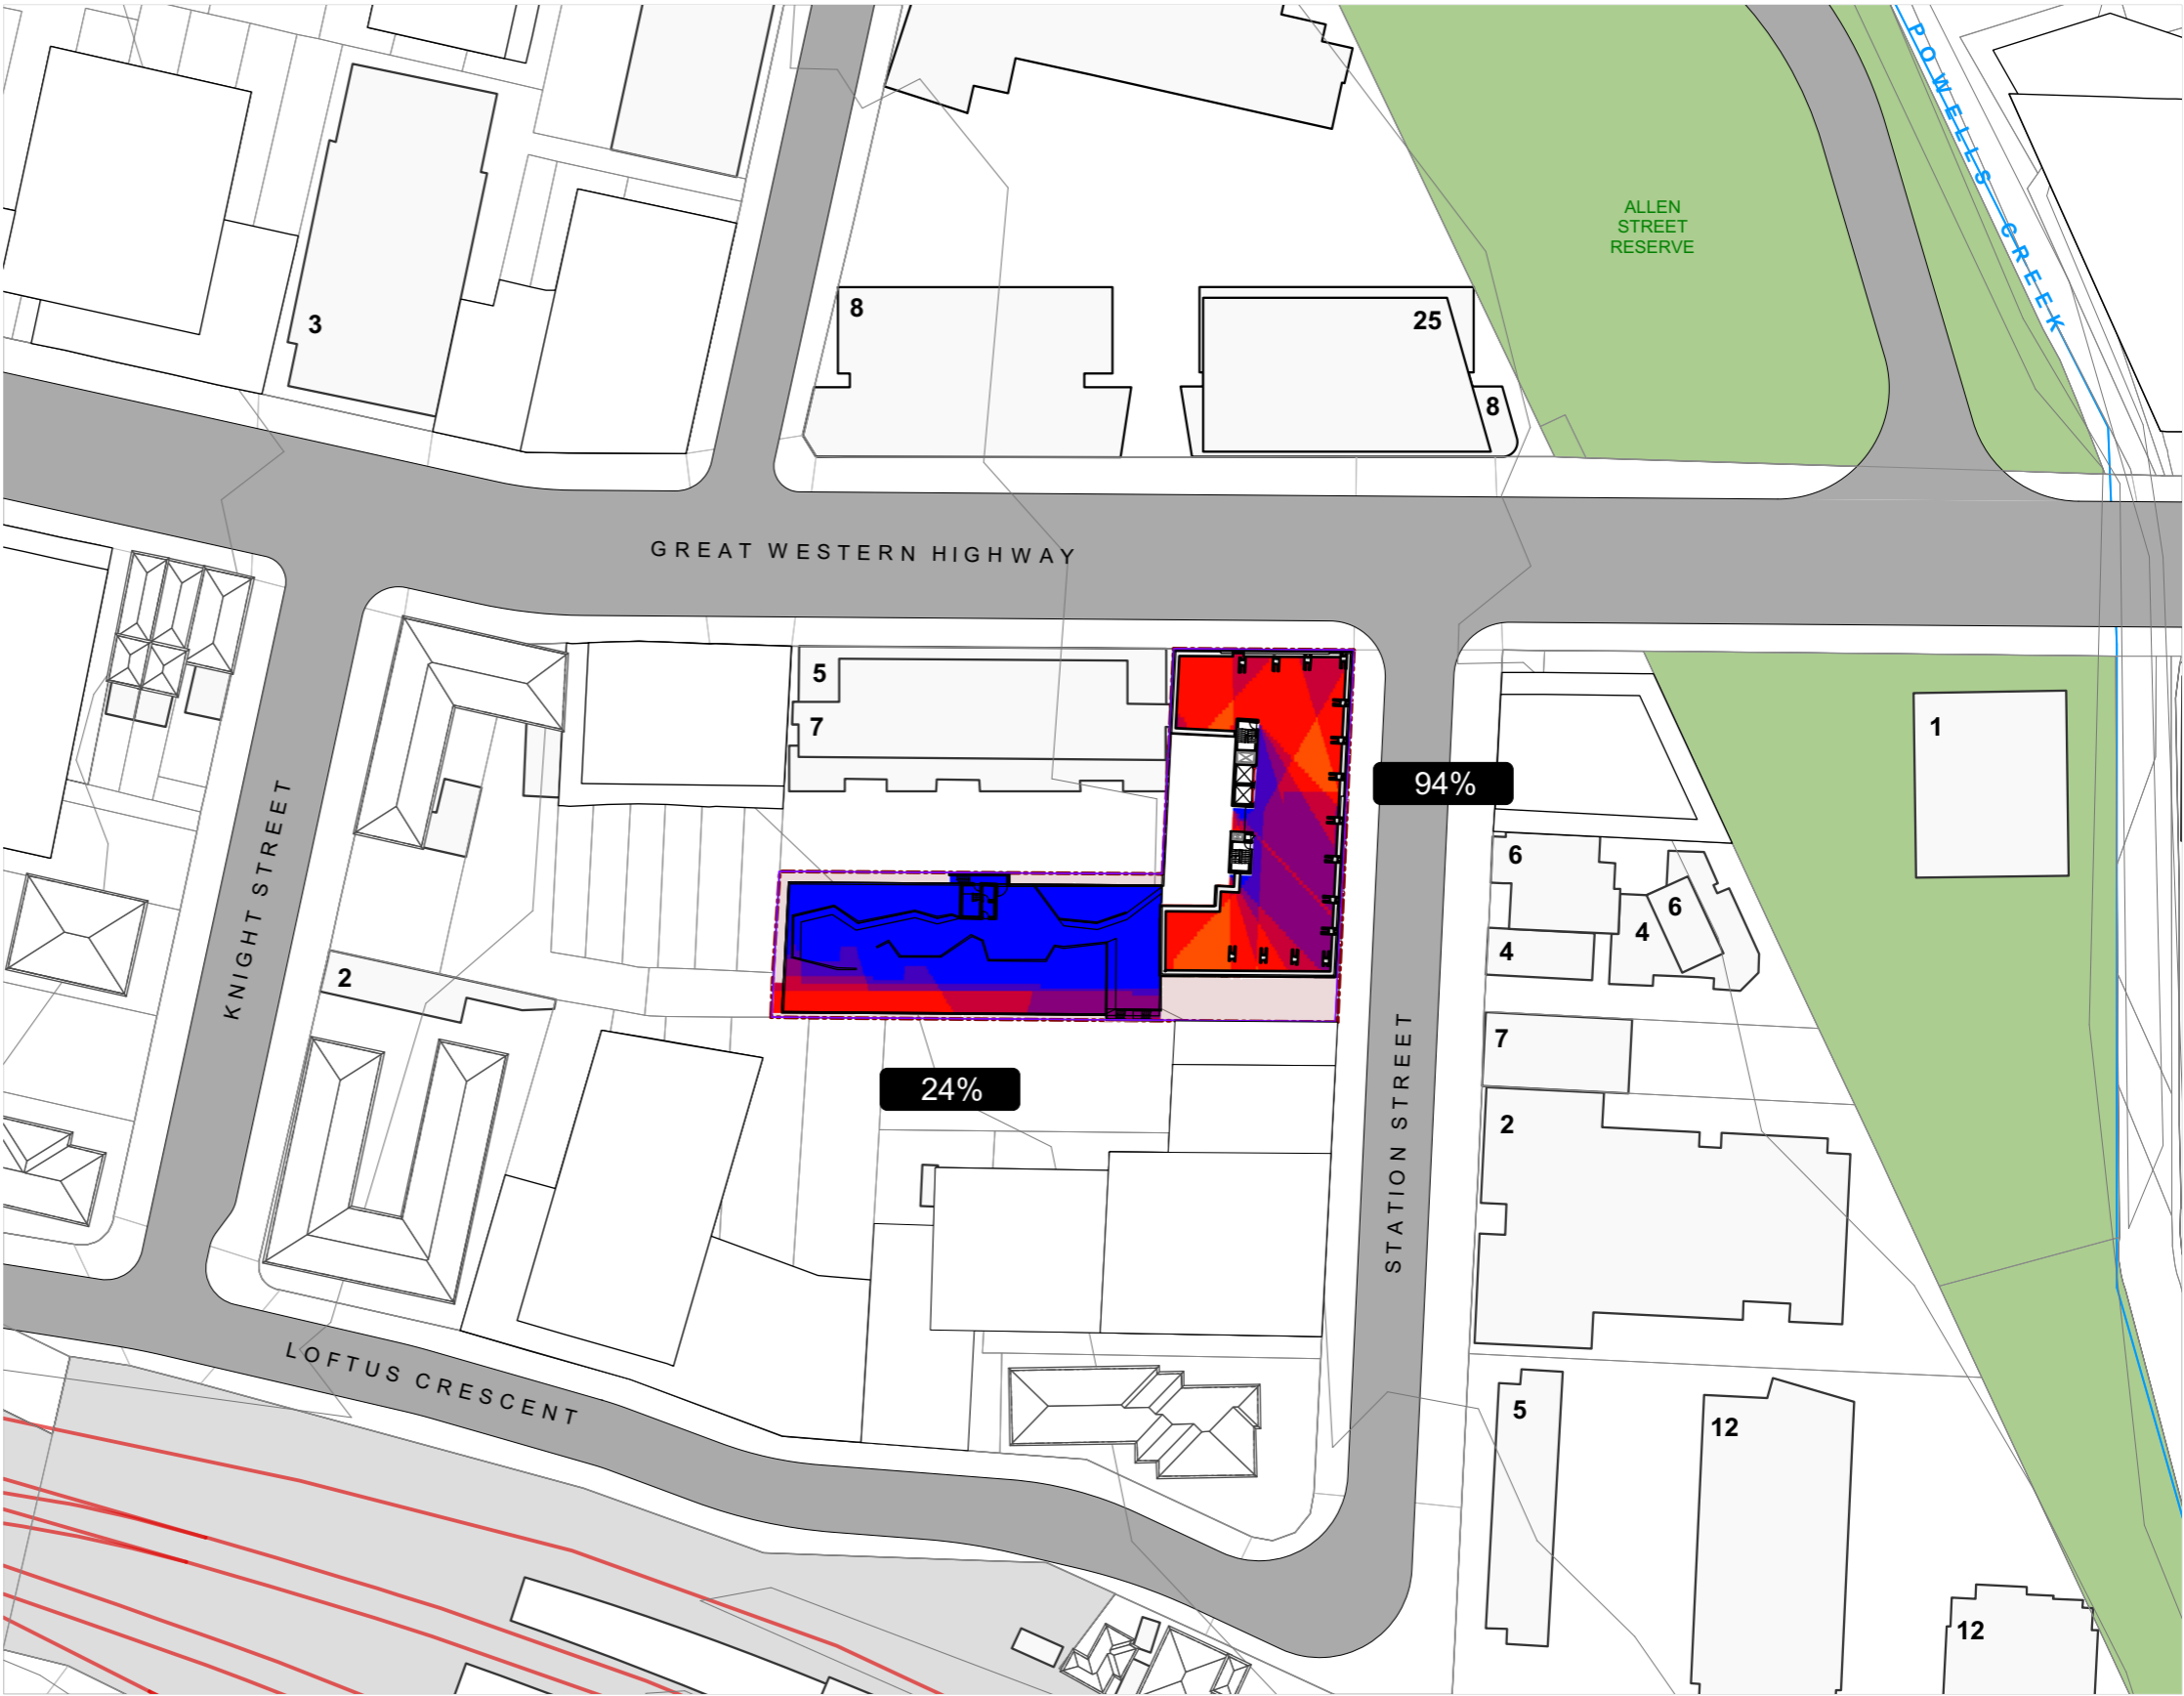 POWELLS CREEK
ALLEN
STREET
RESERVE
3
8
25
8
GREAT WESTERN HIGHWAY
5
7
1
94%
6
6
4
4
KNIGHT STREET
2
7
24%
STATION STREET
2
LOFTUS CRESCENT
5
12
12